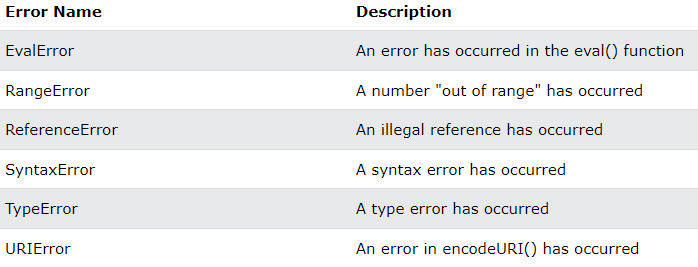 Error Name Description
EvalError An error has occurred in the eval() function
RangeError A number "out of range" has occurred
ReferenceError An illegal reference has occurred
SyntaxError A syntax error has occurred
TypeError A type error has occurred
URIError An error in encodeURI() has occurred